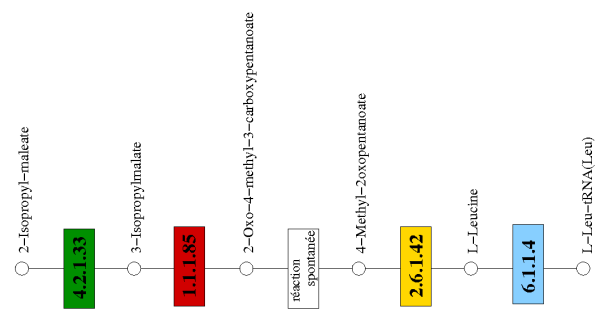 2-Isopropyl-maleate
4.2.1.33
3-Isopropylmalate
1.1.1.85
2-Oxo-4-methyl-3-carboxypentanoate
réaction
spontanée
4-Methyl-2oxopentanoate
2.6.1.42
L-Leucine
6.1.1.4
L-Leu-tRNA(Leu)